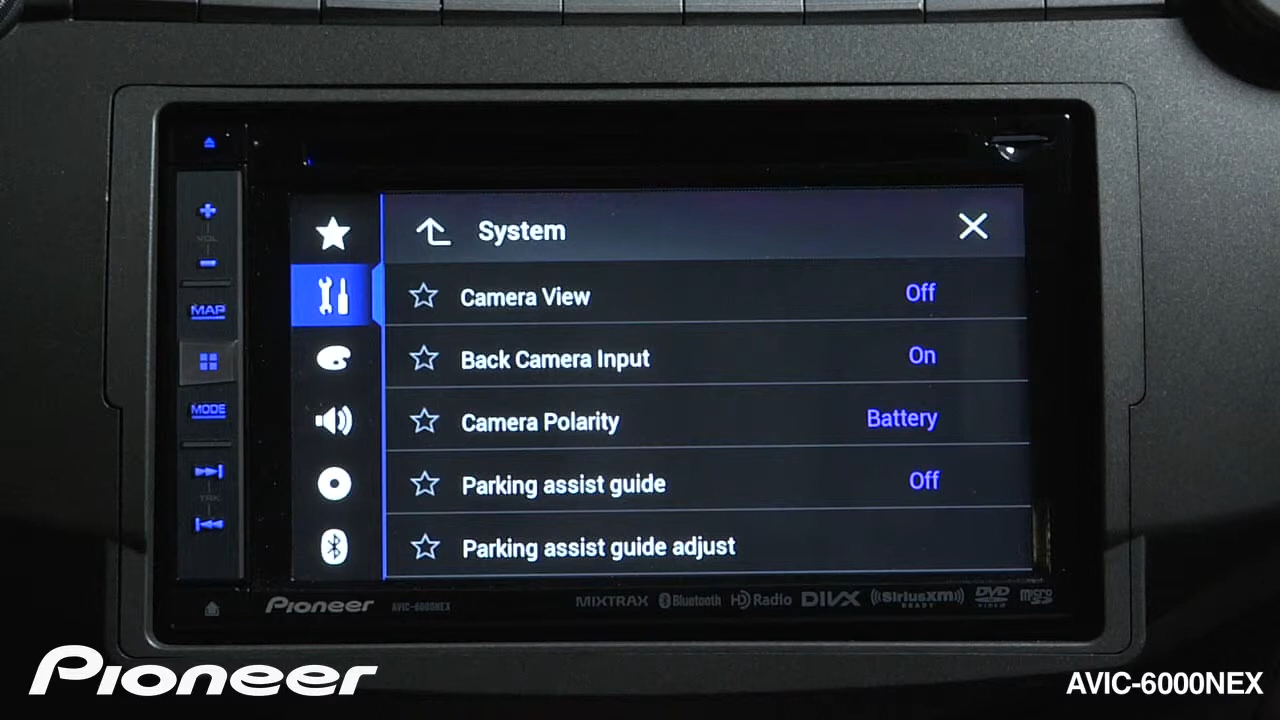 System
Camera View Off
Back Camera Input On
Camera Polarity Battery
Parking assist guide Off
Parking assist guide adjust
VOL
MAP
MODE
TRK
Pioneer AVIC-6000NEX MIXTRAX Bluetooth HD Radio DIVX SiriusXM READY DVD VIDEO micro SD
Pioneer
AVIC-6000NEX